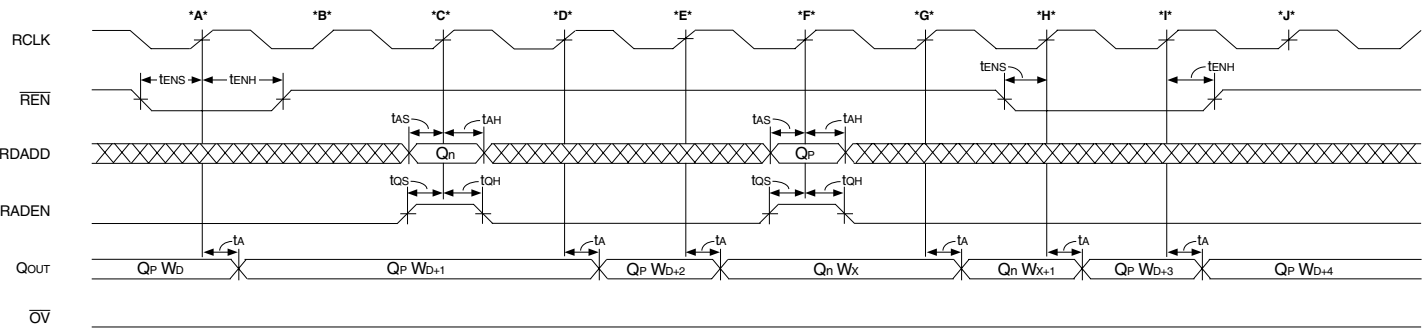 *A* *B* *C* *D* *E* *F* *G* *H* *I* *J*
RCLK
tENS tENH tENS tENH
REN
tAS tAH tAS tAH
RDADD Qn QP
tQS tQH tQS tQH
RADEN
tA tA tA tA tA tA
QOUT QP WD QP WD+1 QP WD+2 Qn WX Qn WX+1 QP WD+3 QP WD+4
OV